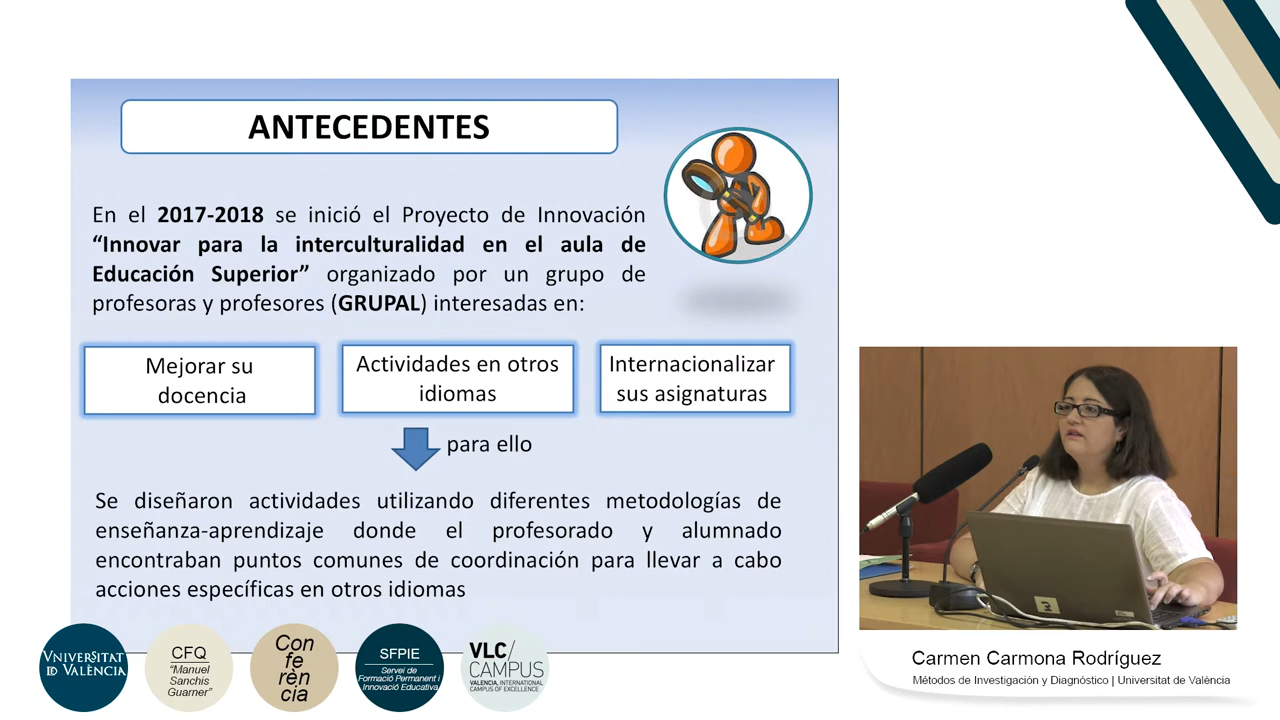 ANTECEDENTES
En el 2017-2018 se inició el Proyecto de Innovación
“Innovar para la interculturalidad en el aula de
Educación Superior” organizado por un grupo de
profesoras y profesores (GRUPAL) interesadas en:
Mejorar su
docencia
Actividades en otros
idiomas
Internacionalizar
sus asignaturas
para ello
Se diseñaron actividades utilizando diferentes metodologías de
enseñanza-aprendizaje donde el profesorado y alumnado
encontraban puntos comunes de coordinación para llevar a cabo
acciones específicas en otros idiomas
VNIVERSITAT
ID VALÈNCIA
CFQ
“Manuel
Sanchis
Guarner”
Con
fe
rèn
cia
SFPIE
Servei de
Formació Permanent i
Innovació Educativa
VLC/
CAMPUS
VALENCIA, INTERNATIONAL
CAMPUS OF EXCELLENCE
Carmen Carmona Rodríguez
Métodos de Investigación y Diagnóstico | Universitat de València